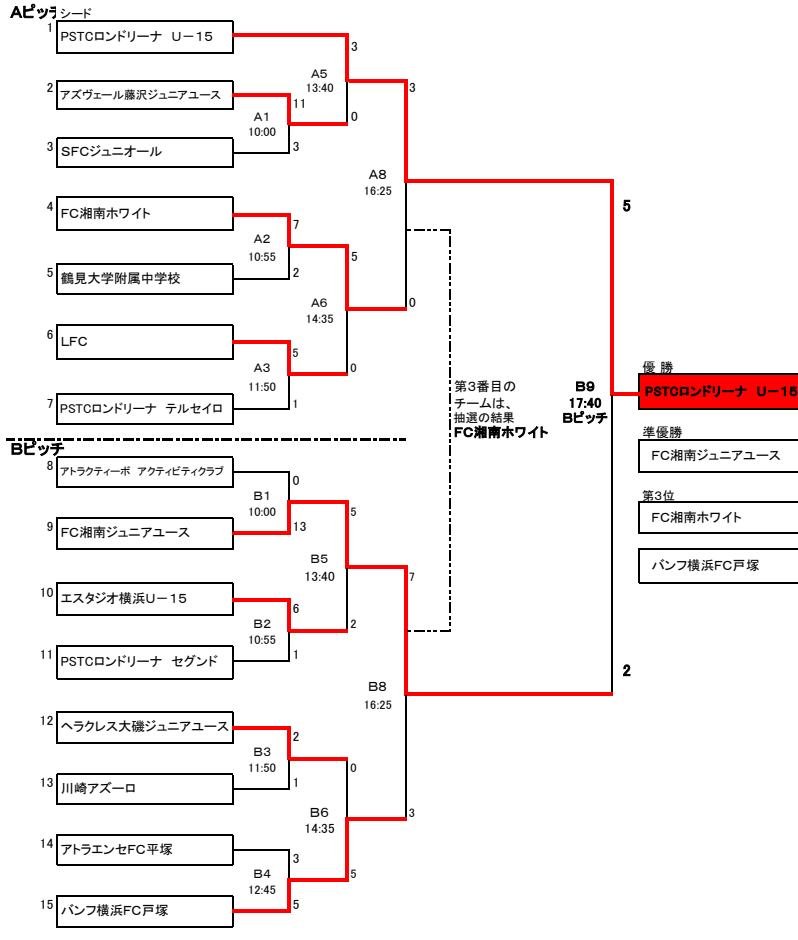 Aピッチ シード
1 PSTCロンドリーナ U－15
3
A5
13:40
3
2 アズヴェール藤沢ジュニアユース
11
A1
10:00
0
3 SFCジュニオール
3
A8
16:25
5
4 FC湘南ホワイト
7
A2
10:55
5
5 鶴見大学附属中学校
2
A6
14:35
0
6 LFC
5
A3
11:50
0
7 PSTCロンドリーナ テルセイロ
1
第3番目の
チームは、
抽選の結果
FC湘南ホワイト
B9
17:40
Bピッチ
優 勝
PSTCロンドリーナ U－15
準優勝
FC湘南ジュニアユース
第3位
FC湘南ホワイト
バンフ横浜FC戸塚
Bピッチ
8 アトラクティーボ アクティビティクラブ
0
B1
10:00
5
9 FC湘南ジュニアユース
13
B5
13:40
7
10 エスタジオ横浜U－15
6
B2
10:55
2
11 PSTCロンドリーナ セグンド
1
B8
16:25
2
12 ヘラクレス大磯ジュニアユース
2
B3
11:50
0
13 川崎アズーロ
1
B6
14:35
3
14 アトラエンセFC平塚
3
B4
12:45
5
15 バンフ横浜FC戸塚
5